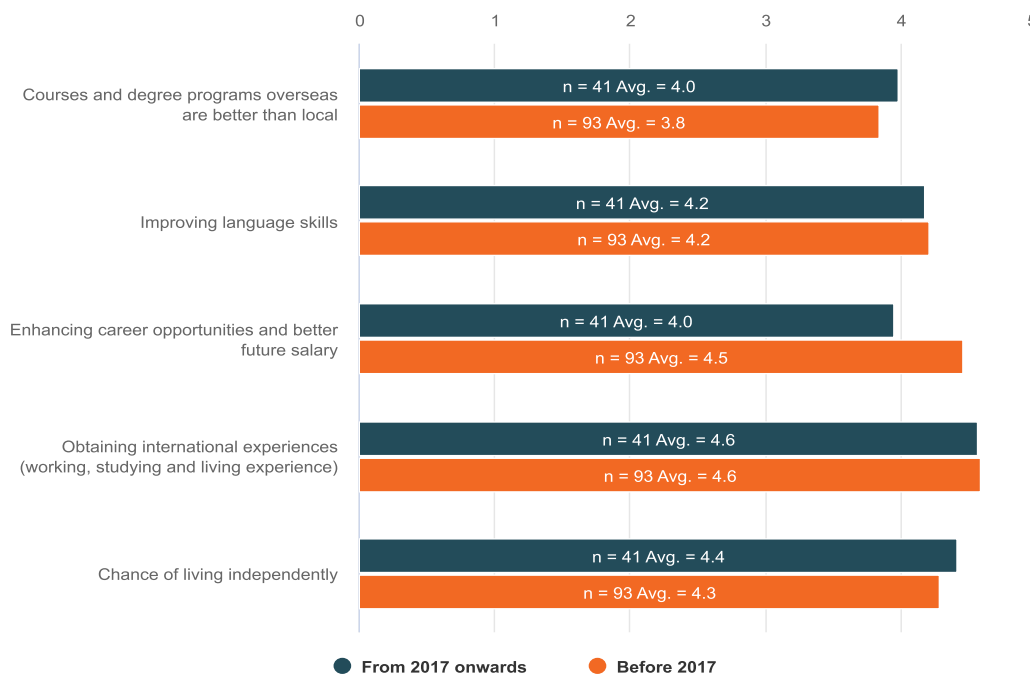 0 1 2 3 4 5
Courses and degree programs overseas
are better than local
n = 41 Avg. = 4.0
n = 93 Avg. = 3.8
Improving language skills
n = 41 Avg. = 4.2
n = 93 Avg. = 4.2
Enhancing career opportunities and better
future salary
n = 41 Avg. = 4.0
n = 93 Avg. = 4.5
Obtaining international experiences
(working, studying and living experience)
n = 41 Avg. = 4.6
n = 93 Avg. = 4.6
Chance of living independently
n = 41 Avg. = 4.4
n = 93 Avg. = 4.3
From 2017 onwards
Before 2017